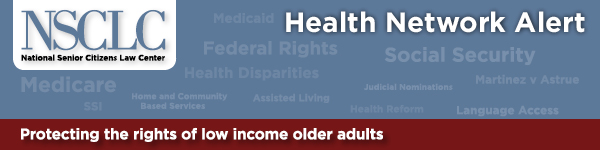 NSCLC
National Senior Citizens Law Center
Health Network Alert
Medicaid
Federal Rights
Social Security
Health Disparities
Medicare
Judicial Nominations
Martinez v Astrue
SSI
Home and Community
Based Services
Assisted Living
Health Reform
Language Access
Protecting the rights of low income older adults